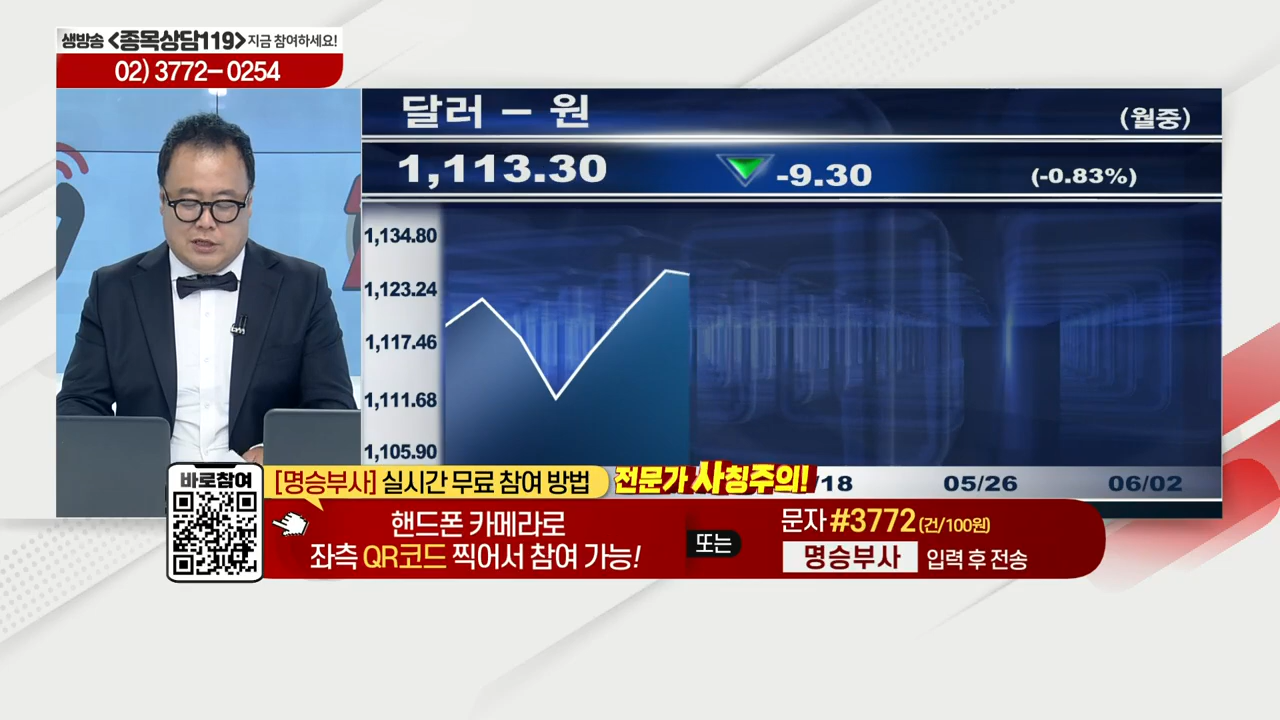 생방송 <종목상담119> 지금 참여하세요!
02) 3772-0254
달러 - 원
(월중)
1,113.30
-9.30
(-0.83%)
1,134.80
1,123.24
1,117.46
1,111.68
1,105.90
/18
05/26
06/02
바로참여
[명승부사] 실시간 무료 참여 방법
전문가 사칭주의!
핸드폰 카메라로
좌측 QR코드 찍어서 참여 가능!
또는
문자 #3772 (건/100원)
명승부사 입력 후 전송